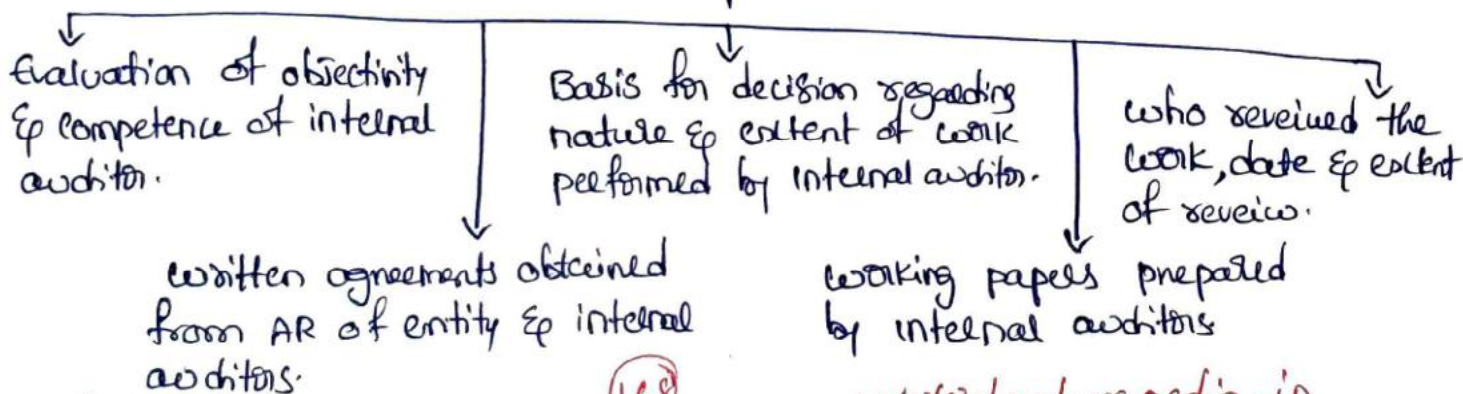 Evaluation of objectivity
& competence of internal
auditor.
Basis for decision regarding
nature & extent of work
performed by internal auditor.
who reveiwed the
work, date & extent
of reveiw.
written agreements obtained
from AR of entity & internal
auditors.
working papers prepared
by internal auditors